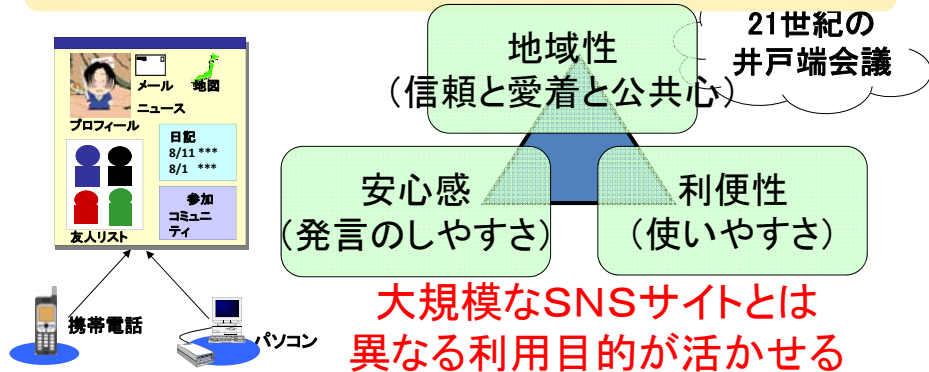 メール
地図
ニュース
プロフィール
日記
8/11 ***
8/1 ***
参加
コミュニ
ティ
友人リスト
携帯電話
パソコン
地域性
（信頼と愛着と公共心）
21世紀の
井戸端会議
安心感
（発言のしやすさ）
利便性
（使いやすさ）
大規模なSNSサイトとは
異なる利用目的が活かせる